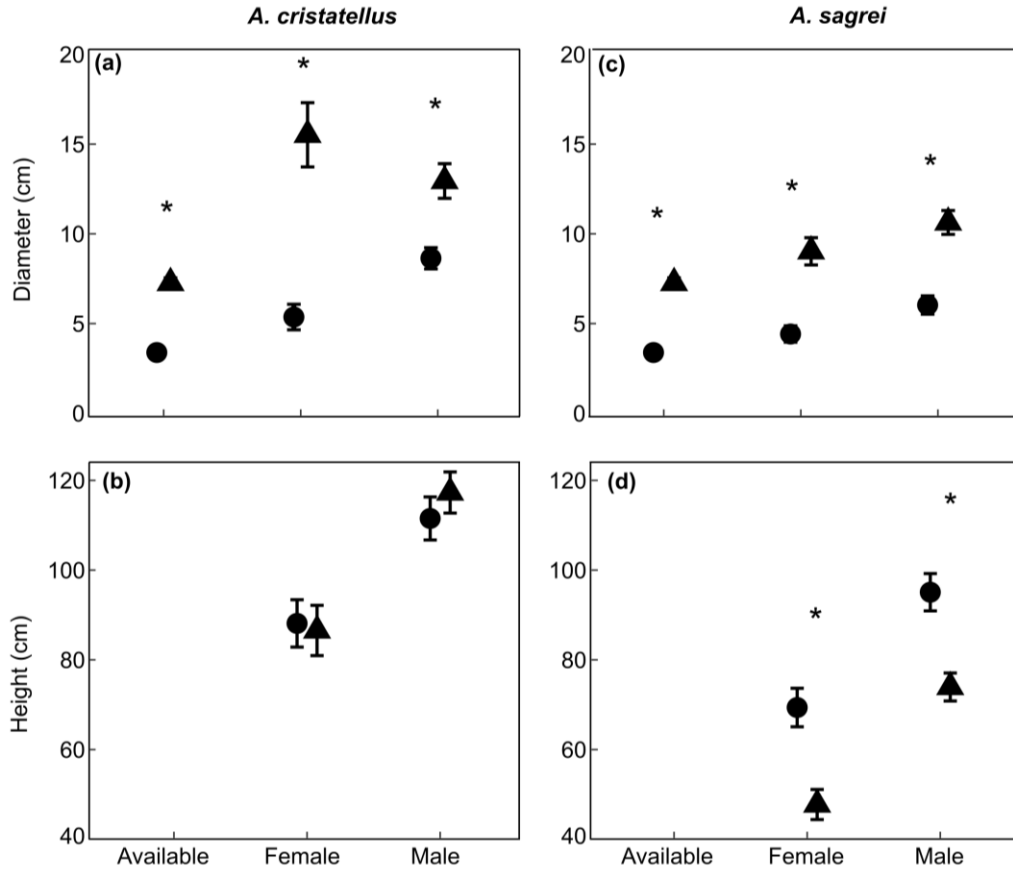 A. cristatellus
A. sagrei
(a)
*
*
*
20
15
10
5
0
Diameter (cm)
(c)
*
*
*
20
15
10
5
0
(b)
120
100
80
60
40
Height (cm)
Available Female Male
(d)
*
*
120
100
80
60
40
Available Female Male